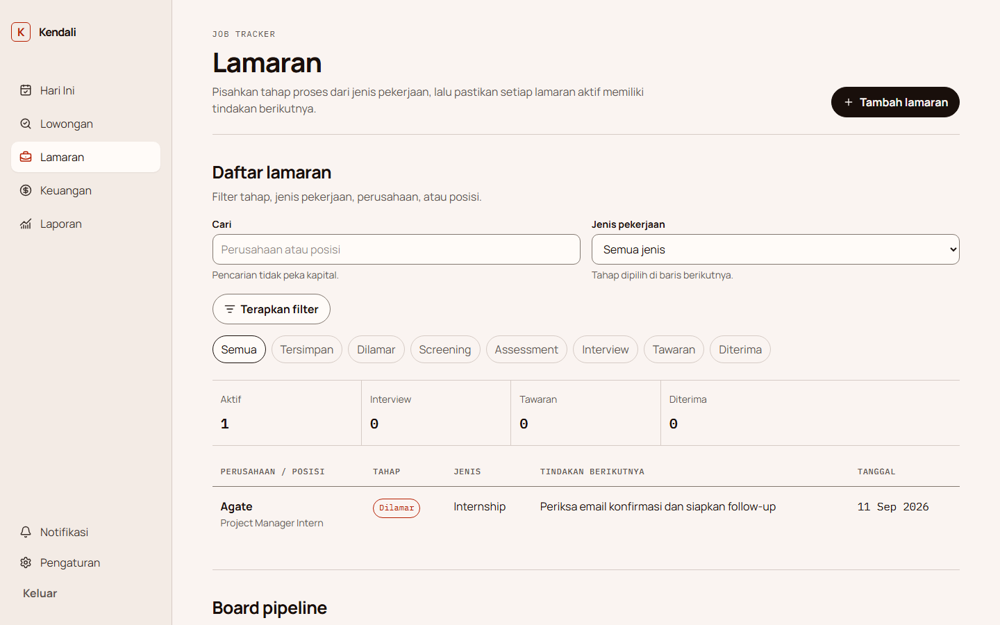 K Kendali
Hari Ini
Lowongan
Lamaran
Keuangan
Laporan
Notifikasi
Pengaturan
Keluar
JOB TRACKER
Lamaran
Pisahkan tahap proses dari jenis pekerjaan, lalu pastikan setiap lamaran aktif memiliki
tindakan berikutnya.
+ Tambah lamaran
Daftar lamaran
Filter tahap, jenis pekerjaan, perusahaan, atau posisi.
Cari
Perusahaan atau posisi
Pencarian tidak peka kapital.
Jenis pekerjaan
Semua jenis
Tahap dipilih di baris berikutnya.
Terapkan filter
Semua Tersimpan Dilamar Screening Assessment Interview Tawaran Diterima
Aktif Interview Tawaran Diterima
1 0 0 0
PERUSAHAAN / POSISI TAHAP JENIS TINDAKAN BERIKUTNYA TANGGAL
Agate Dilamar Internship Periksa email konfirmasi dan siapkan follow-up 11 Sep 2026
Project Manager Intern
Board pipeline